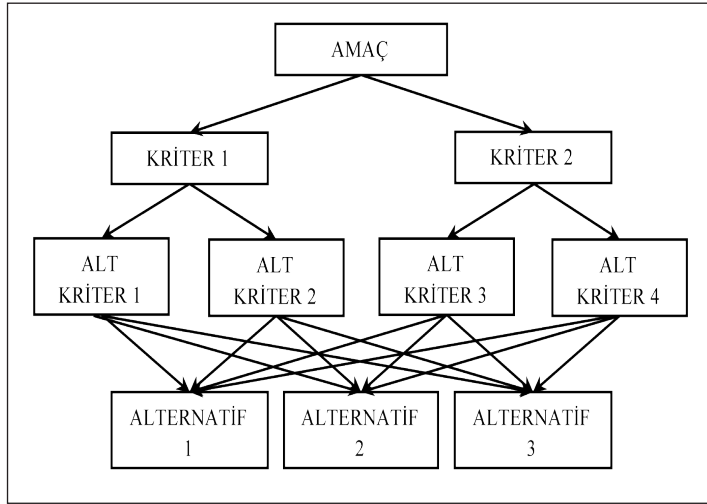 AMAÇ
KRİTER 1
KRİTER 2
ALT
KRİTER 1
ALT
KRİTER 2
ALT
KRİTER 3
ALT
KRİTER 4
ALTERNATİF
1
ALTERNATİF
2
ALTERNATİF
3